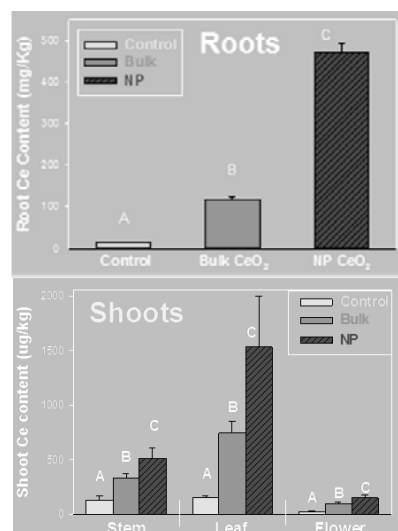 Roots
Control
Bulk
NP
Root Ce Content (mg/Kg)
500
400
300
200
100
0
A
B
C
Control
Bulk CeO₂
NP CeO₂
Shoots
Control
Bulk
NP
Shoot Ce content (ug/kg)
2000
1500
1000
500
0
A
B
C
A
B
C
A
B
C
Stem
Leaf
Flower